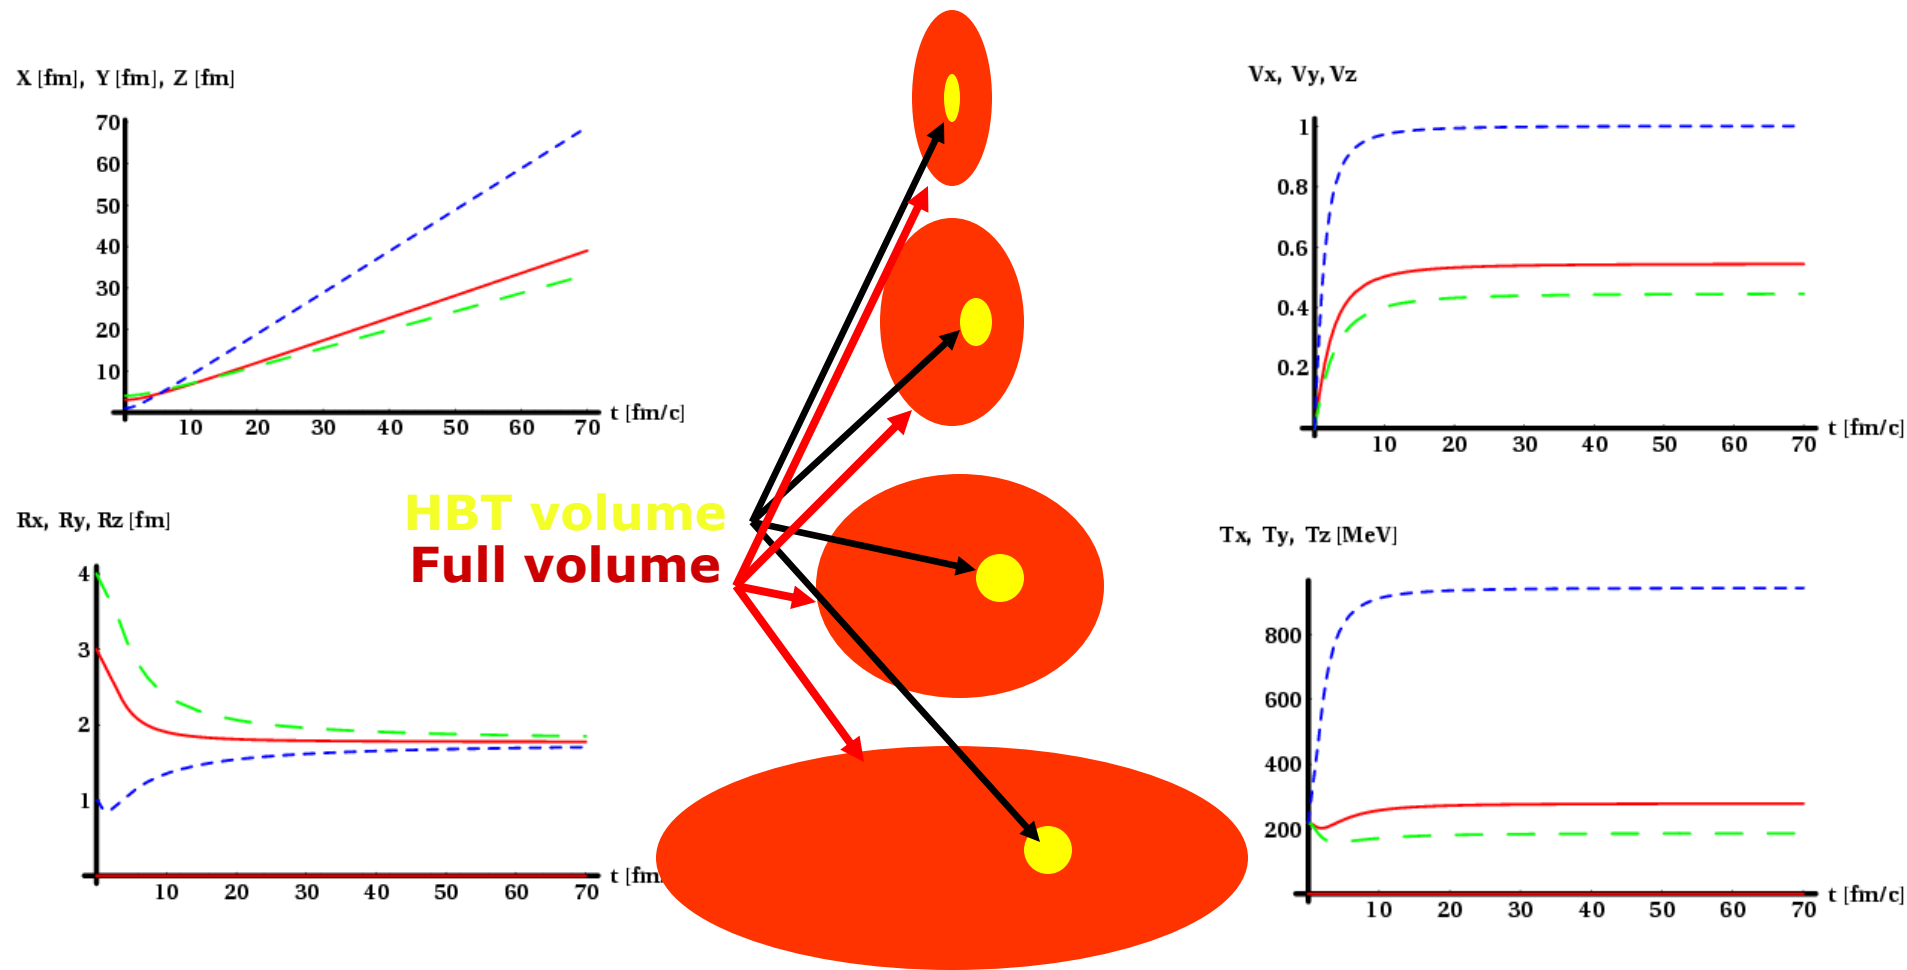 X [fm], Y [fm], Z [fm]
70
60
50
40
30
20
10
10 20 30 40 50 60 70
t [fm/c]
Vx, Vy, Vz
1
0.8
0.6
0.4
0.2
10 20 30 40 50 60 70
t [fm/c]
HBT volume
Full volume
Rx, Ry, Rz [fm]
4
3
2
1
10 20 30 40 50 60 70
t [fm
Tx, Ty, Tz [MeV]
800
600
400
200
10 20 30 40 50 60 70
t [fm/c]